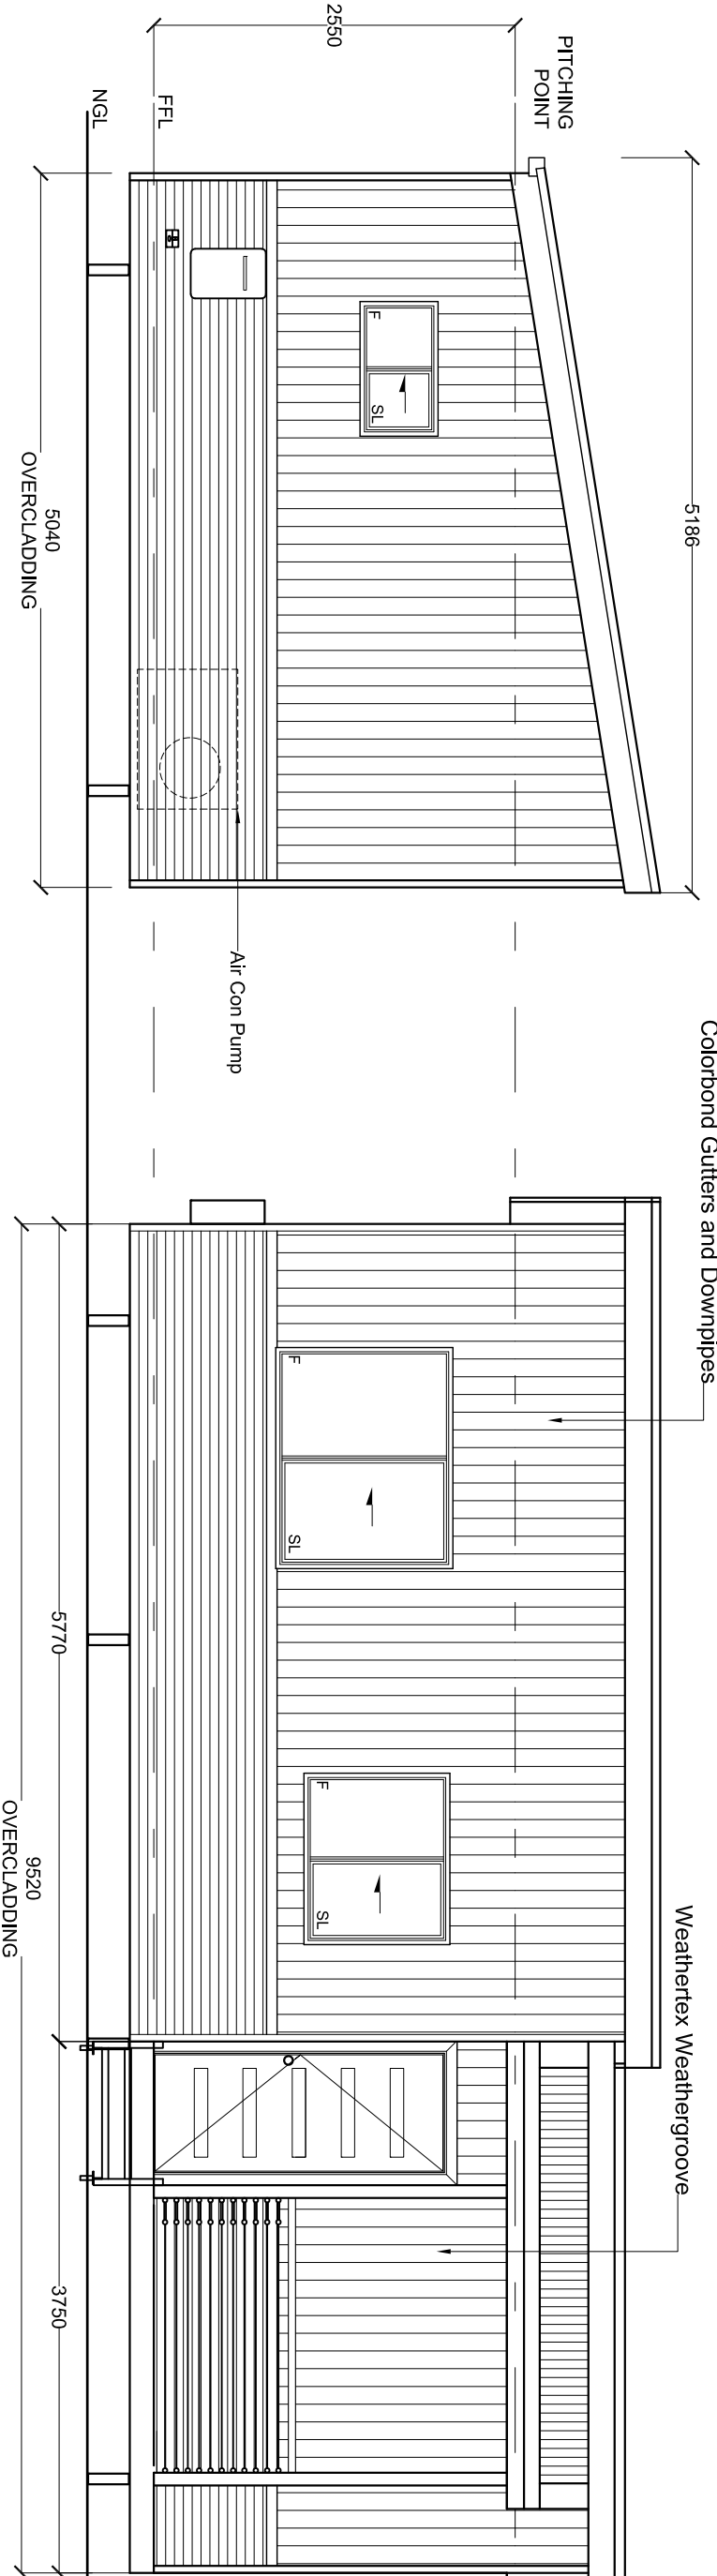 5186
PITCHING
POINT
2550
FFL
NGL
F
SL
Air Con Pump
5040
OVERCLADDING
Colorbond Gutters and Downpipes
Weathertex Weathergroove
F
SL
F
SL
5770
3750
9520
OVERCLADDING